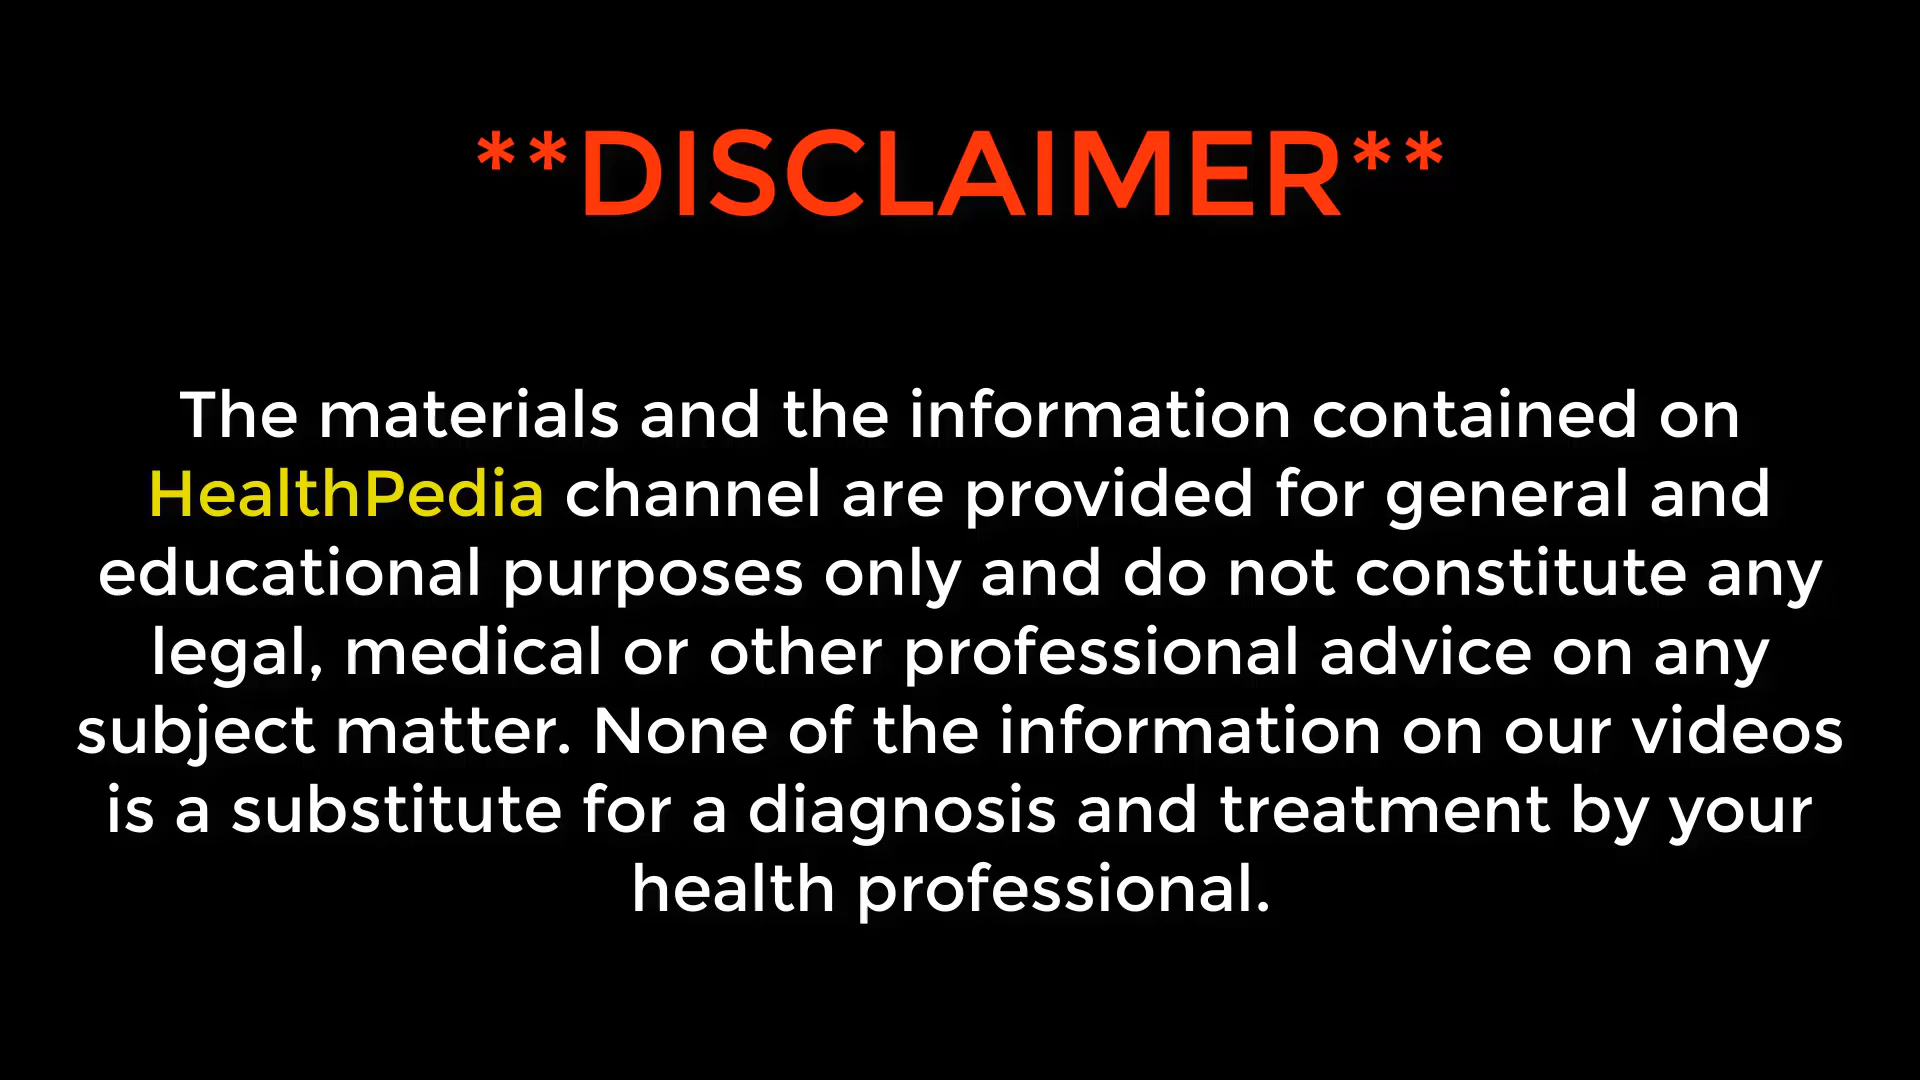 **DISCLAIMER**
The materials and the information contained on
HealthPedia channel are provided for general and
educational purposes only and do not constitute any
legal, medical or other professional advice on any
subject matter. None of the information on our videos
is a substitute for a diagnosis and treatment by your
health professional.